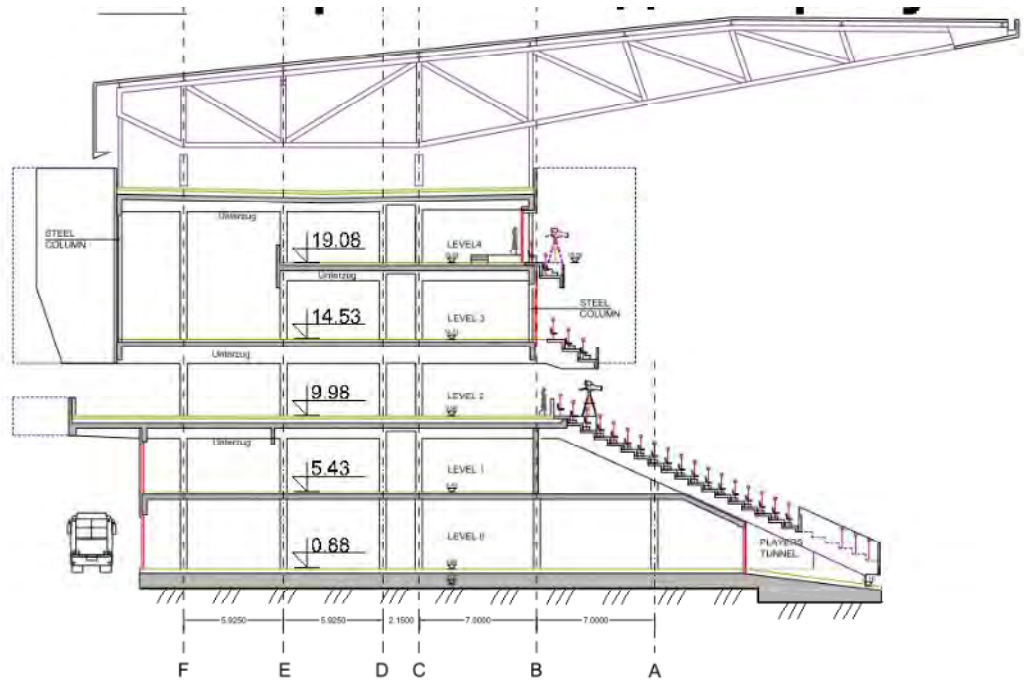 Unterzug
STEEL
COLUMN
19.08
LEVEL4
Unterzug
14.53
LEVEL 3
STEEL
COLUMN
Unterzug
9.98
LEVEL 2
Unterzug
5.43
LEVEL 1
0.88
LEVEL 0
PLAYERS
TUNNEL
5.9250 5.9250 2.1500 7.0000 7.0000
F E D C B A